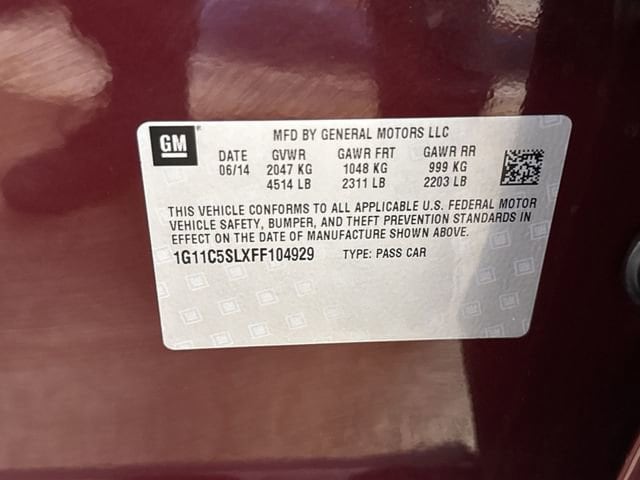 GM® MFD BY GENERAL MOTORS LLC
DATE GVWR GAWR FRT GAWR RR
06/14 2047 KG 1048 KG 999 KG
4514 LB 2311 LB 2203 LB
THIS VEHICLE CONFORMS TO ALL APPLICABLE U.S. FEDERAL MOTOR
VEHICLE SAFETY, BUMPER, AND THEFT PREVENTION STANDARDS IN
EFFECT ON THE DATE OF MANUFACTURE SHOWN ABOVE.
1G11C5SLXFF104929 TYPE: PASS CAR